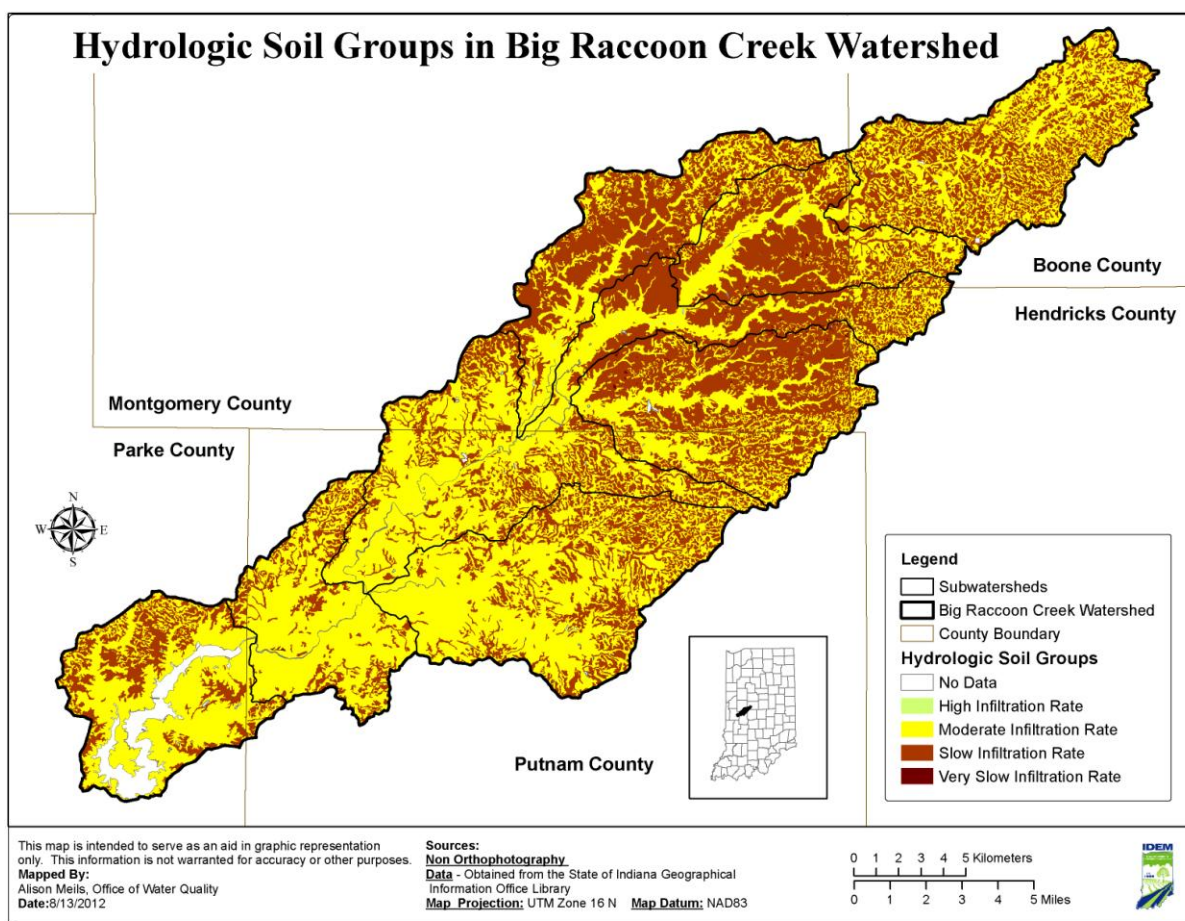 Hydrologic Soil Groups in Big Raccoon Creek Watershed
Boone County
Hendricks County
Montgomery County
Parke County
N
W E
S
Putnam County
Legend
Subwatersheds
Big Raccoon Creek Watershed
County Boundary
Hydrologic Soil Groups
No Data
High Infiltration Rate
Moderate Infiltration Rate
Slow Infiltration Rate
Very Slow Infiltration Rate
This map is intended to serve as an aid in graphic representation
only. This information is not warranted for accuracy or other purposes.
Mapped By:
Alison Meils, Office of Water Quality
Date:8/13/2012
Sources:
Non Orthophotography
Data - Obtained from the State of Indiana Geographical
Information Office Library
Map Projection: UTM Zone 16 N Map Datum: NAD83
0 1 2 3 4 5 Kilometers
0 1 2 3 4 5 Miles
IDEM